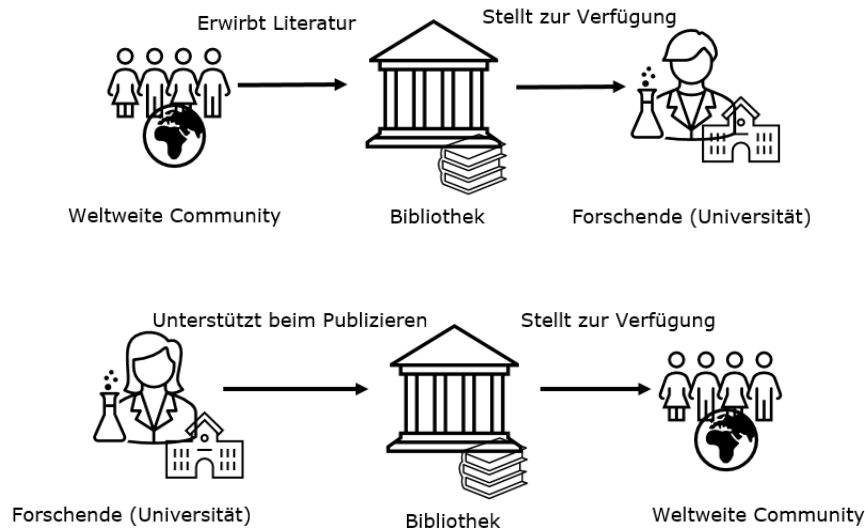 Erwirbt Literatur
Stellt zur Verfügung
Weltweite Community
Bibliothek
Forschende (Universität)
Unterstützt beim Publizieren
Stellt zur Verfügung
Forschende (Universität)
Bibliothek
Weltweite Community